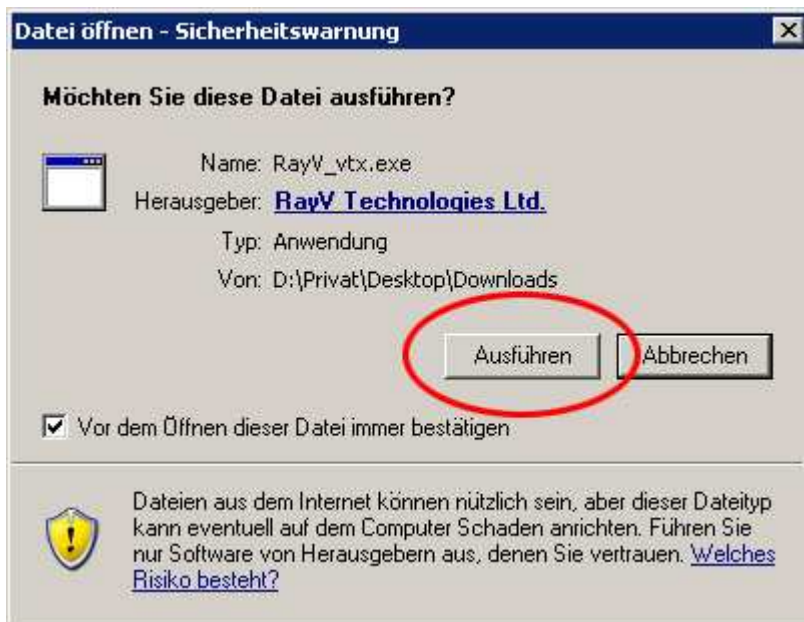 Datei öffnen - Sicherheitswarnung
Möchten Sie diese Datei ausführen?
Name: RayV_vtx.exe
Herausgeber: RayV Technologies Ltd.
Typ: Anwendung
Von: D:\Privat\Desktop\Downloads
Ausführen Abbrechen
Vor dem Öffnen dieser Datei immer bestätigen
Dateien aus dem Internet können nützlich sein, aber dieser Dateityp
kann eventuell auf dem Computer Schaden anrichten. Führen Sie
nur Software von Herausgebern aus, denen Sie vertrauen. Welches
Risiko besteht?